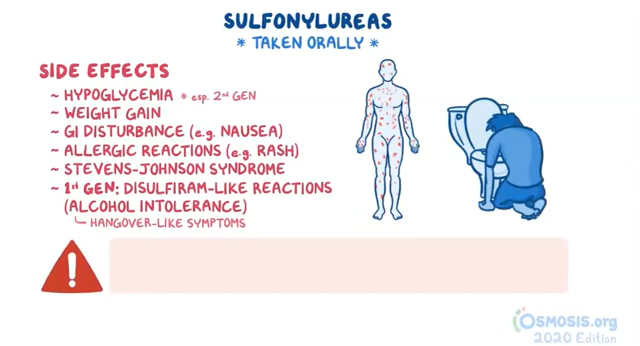 SULFONYLUREAS
* TAKEN ORALLY *
SIDE EFFECTS
~ HYPOGLYCEMIA * esp. 2nd GEN
~ WEIGHT GAIN
~ GI DISTURBANCE (e.g. NAUSEA)
~ ALLERGIC REACTIONS (e.g. RASH)
~ STEVENS-JOHNSON SYNDROME
~ 1st GEN: DISULFIRAM-LIKE REACTIONS
(ALCOHOL INTOLERANCE)
HANGOVER-LIKE SYMPTOMS
!
OSMOSIS.org
2020 Edition